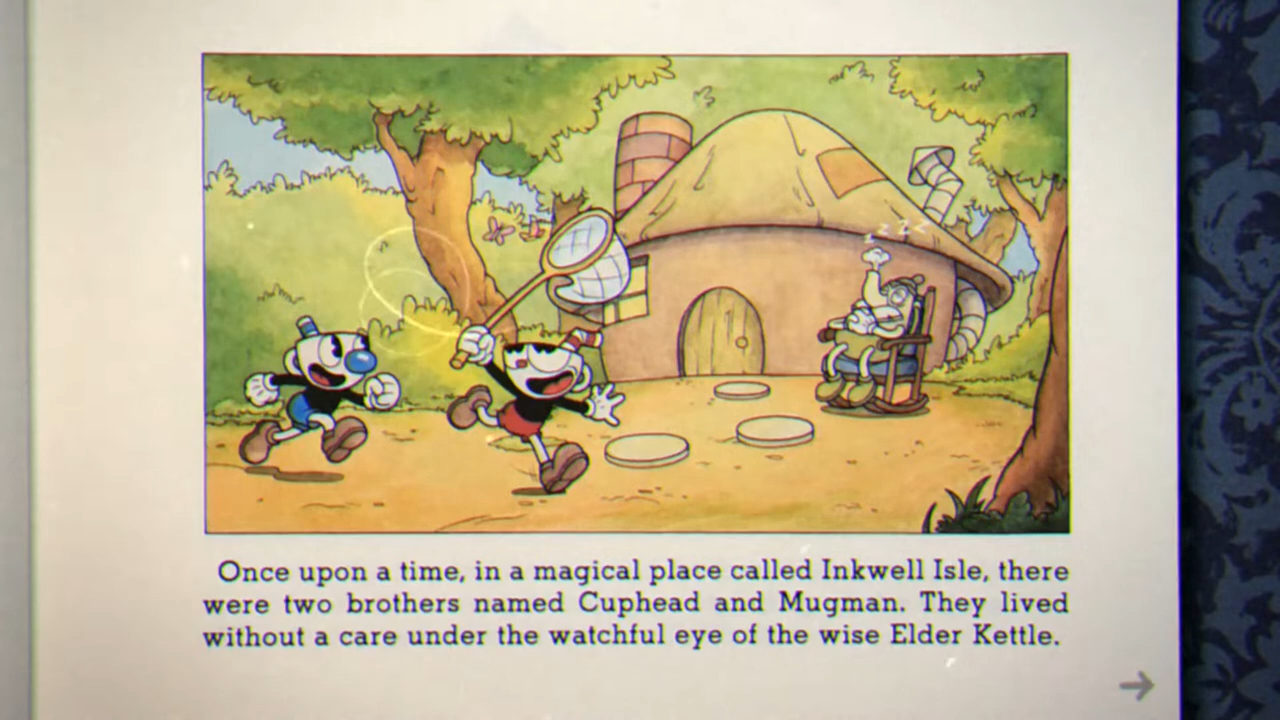 z z z z
Once upon a time, in a magical place called Inkwell Isle, there
were two brothers named Cuphead and Mugman. They lived
without a care under the watchful eye of the wise Elder Kettle.